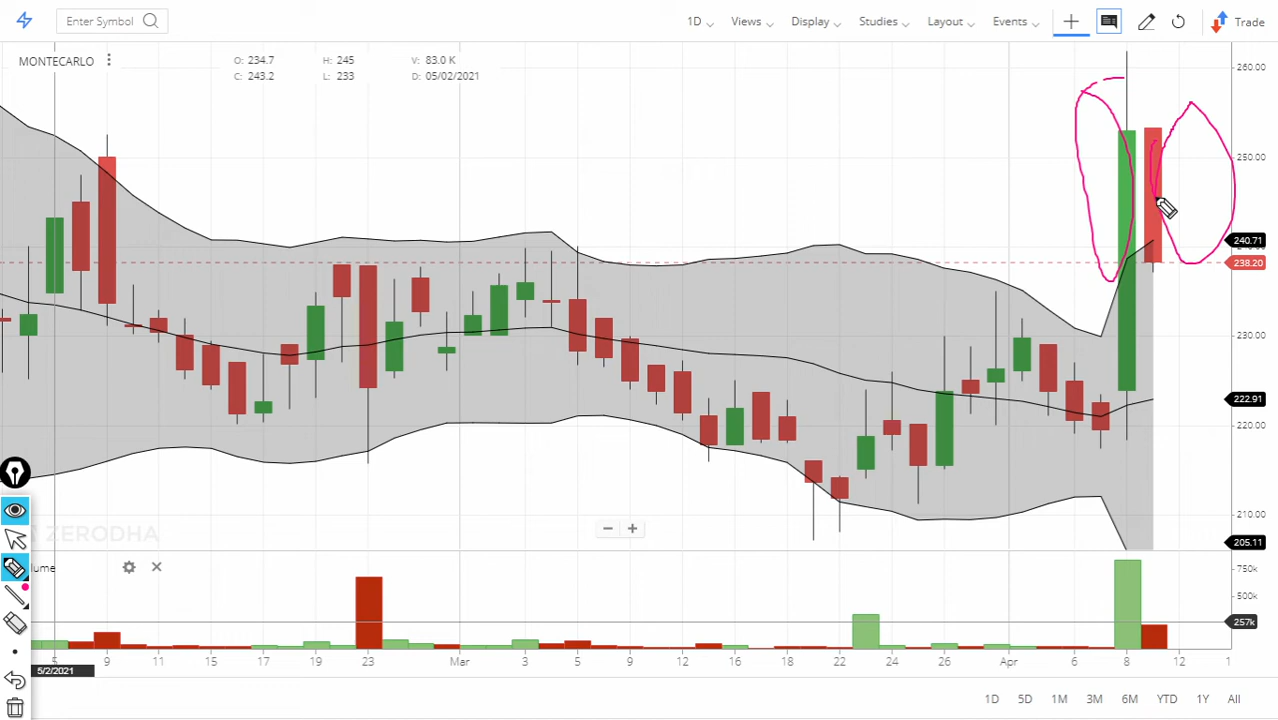 Enter Symbol 1D Views Display Studies Layout Events Trade
MONTECARLO O: 234.7 H: 245 V: 83.0 K
C: 243.2 L: 233 D: 05/02/2021
260.00
250.00
240.71
238.20
230.00
222.91
220.00
210.00
ZERODHA
205.11
lume
750k
500k
257k
5 9 11 15 17 19 23 Mar 3 5 9 12 16 18 22 24 26 Apr 6 8 12 1
5/2/2021
1D 5D 1M 3M 6M YTD 1Y All